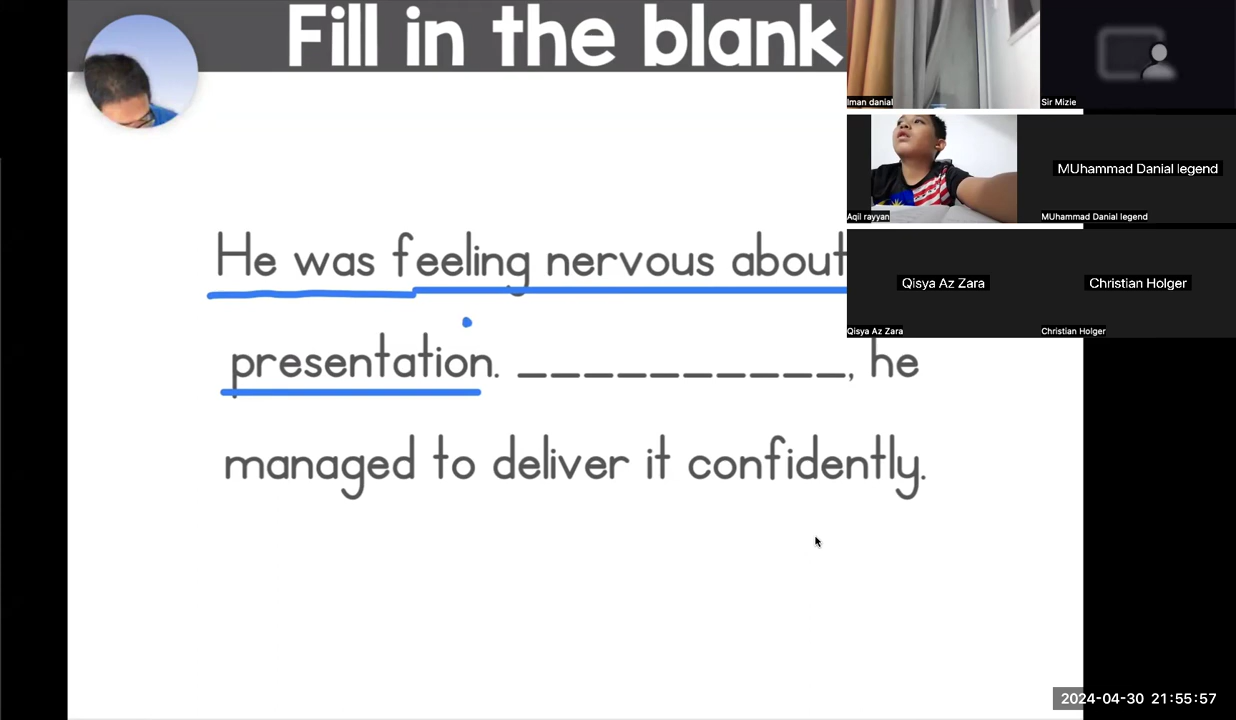 Fill in the blank
He was feeling nervous about
presentation. __________, he
managed to deliver it confidently.
Iman danial
Sir Mizie
Aqil rayyan
MUhammad Danial legend
MUhammad Danial legend
Qisya Az Zara
Qisya Az Zara
Christian Holger
Christian Holger
2024-04-30 21:55:57